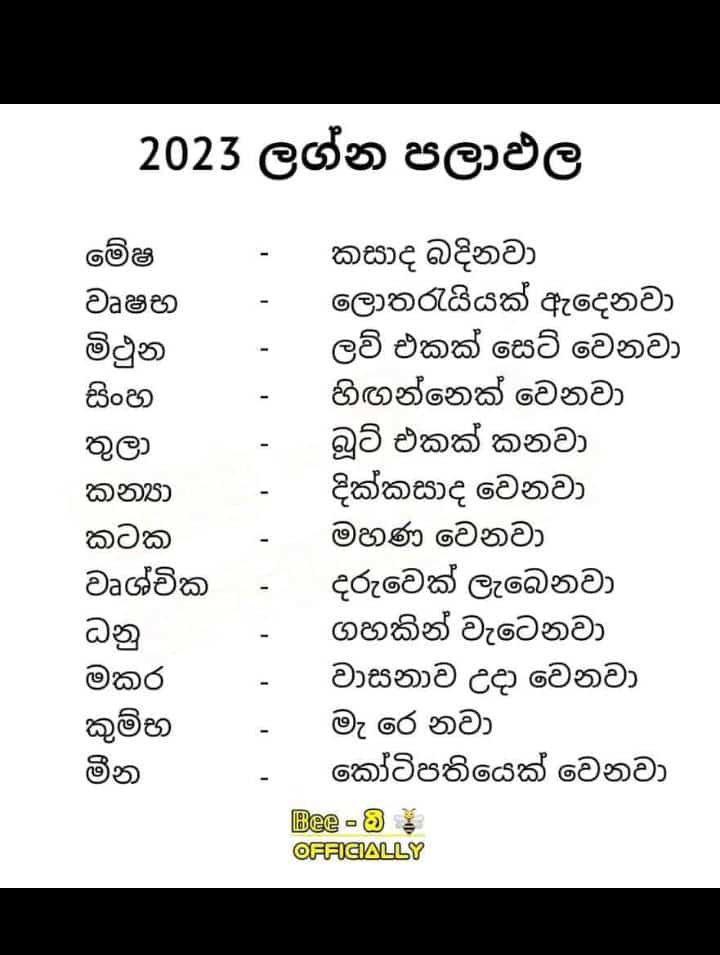 2023 ලග්න පලාඵල
මේෂ - කසාද බදිනවා
වෘෂභ - ලොතරැයියක් ඇදෙනවා
මිථුන - ලව් එකක් සෙට් වෙනවා
සිංහ - හිඟන්නෙක් වෙනවා
තුලා - බූට් එකක් කනවා
කන්‍යා - දික්කසාද වෙනවා
කටක - මහණ වෙනවා
වෘශ්චික - දරුවෙක් ලැබෙනවා
ධනු - ගහකින් වැටෙනවා
මකර - වාසනාව උදා වෙනවා
කුම්භ - මැ රෙ නවා
මීන - කෝටිපතියෙක් වෙනවා
Bee - බී
OFFICIALLY